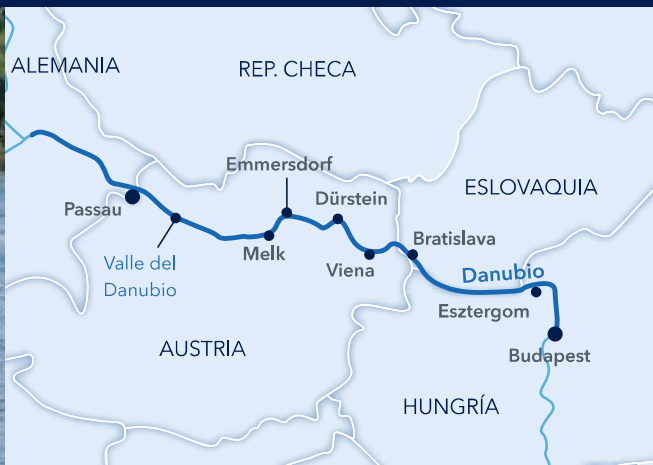 ALEMANIA
REP. CHECA
Emmersdorf
ESLOVAQUIA
Passau
Dürstein
Valle del
Danubio
Melk
Viena
Bratislava
Danubio
Esztergom
AUSTRIA
Budapest
HUNGRÍA